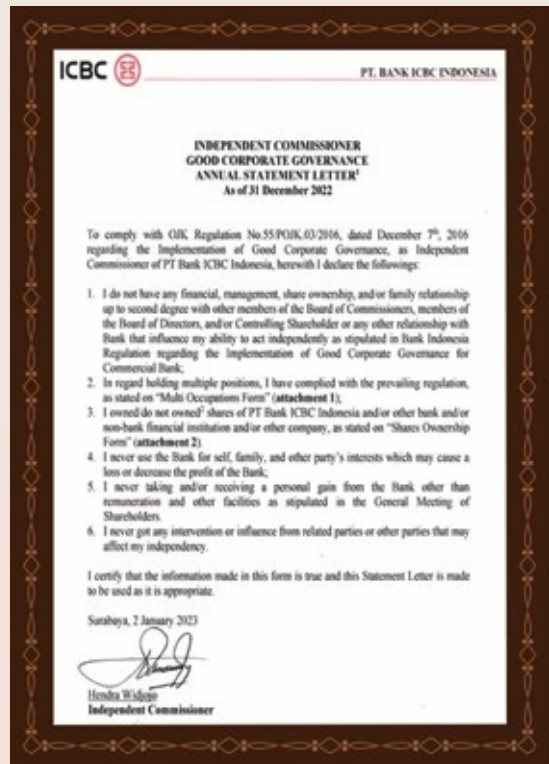 ICBC
PT. BANK ICBC INDONESIA
INDEPENDENT COMMISSIONER
GOOD CORPORATE GOVERNANCE
ANNUAL STATEMENT LETTER¹
As of 31 December 2022
To comply with OJK Regulation No.55/POJK.03/2016, dated December 7th, 2016
regarding the Implementation of Good Corporate Governance, as Independent
Commissioner of PT Bank ICBC Indonesia, herewith I declare the followings:
1. I do not have any financial, management, share ownership, and/or family relationship
up to second degree with other members of the Board of Commissioners, members of
the Board of Directors, and/or Controlling Shareholder or any other relationship with
Bank that influence my ability to act independently as stipulated in Bank Indonesia
Regulation regarding the Implementation of Good Corporate Governance for
Commercial Bank;
2. In regard holding multiple positions, I have complied with the prevailing regulation,
as stated on "Multi Occupations Form" (attachment 1);
3. I owned/do not owned² shares of PT Bank ICBC Indonesia and/or other bank and/or
non-bank financial institution and/or other company, as stated on "Shares Ownership
Form" (attachment 2).
4. I never use the Bank for self, family, and other party's interests which may cause a
loss or decrease the profit of the Bank;
5. I never taking and/or receiving a personal gain from the Bank other than
remuneration and other facilities as stipulated in the General Meeting of
Shareholders.
6. I never got any intervention or influence from related parties or other parties that may
affect my independency.
I certify that the information made in this form is true and this Statement Letter is made
to be used as it is appropriate.
Surabaya, 2 January 2023
Hendra Widjojo
Independent Commissioner